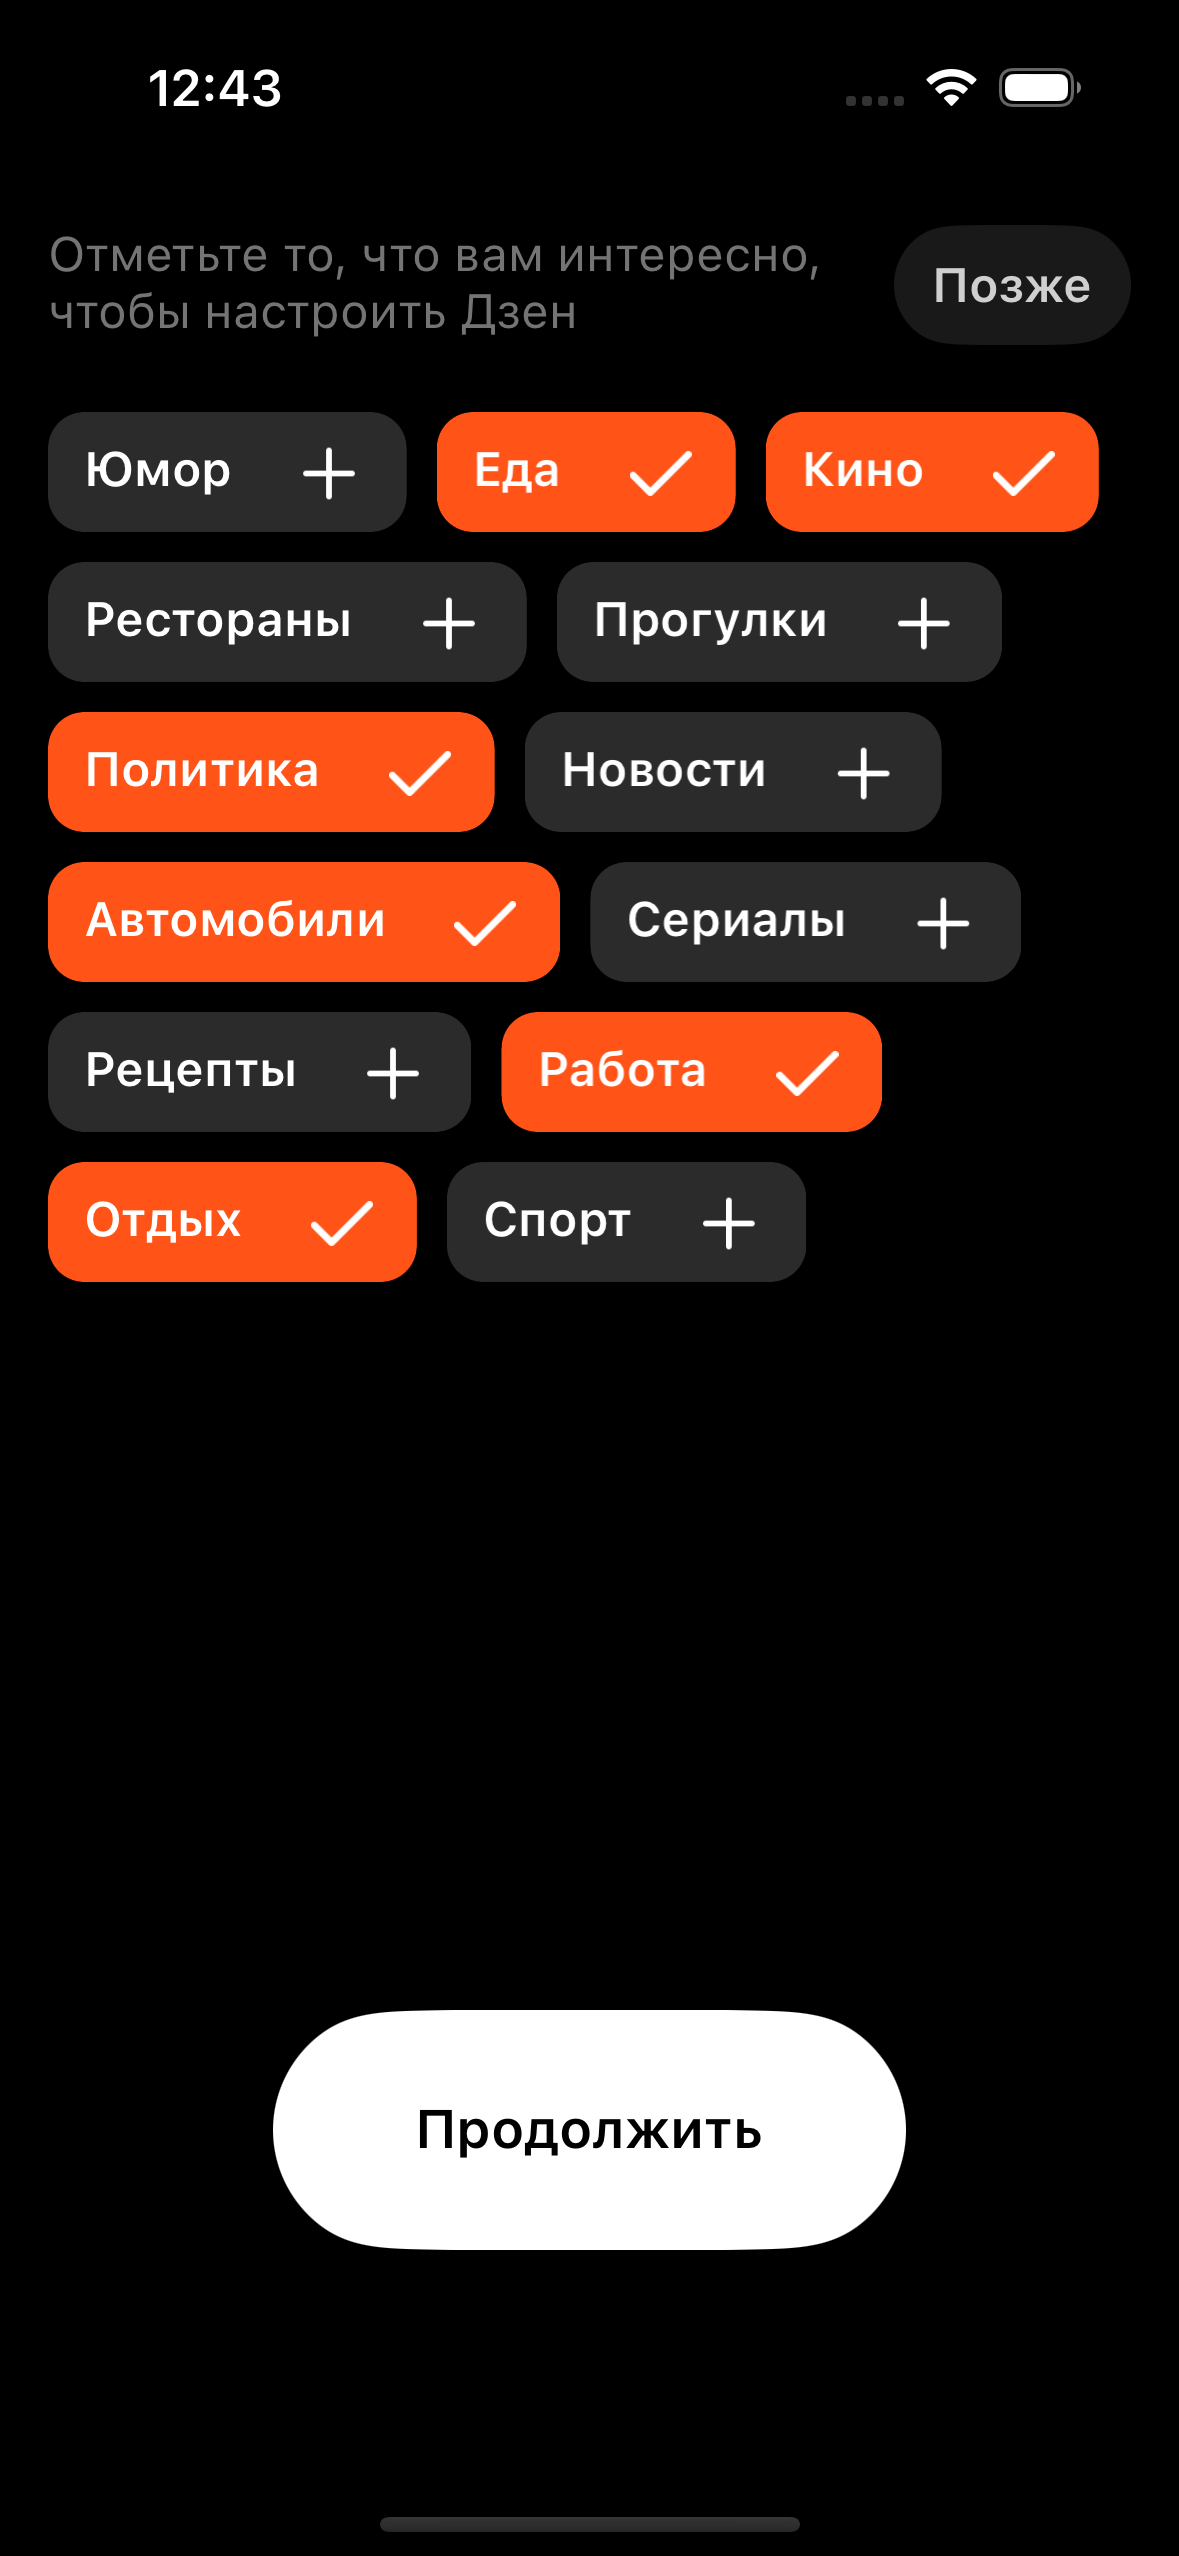 12:43
Отметьте то, что вам интересно,
чтобы настроить Дзен
Позже
Юмор
Еда
Кино
Рестораны
Прогулки
Политика
Новости
Автомобили
Сериалы
Рецепты
Работа
Отдых
Спорт
Продолжить